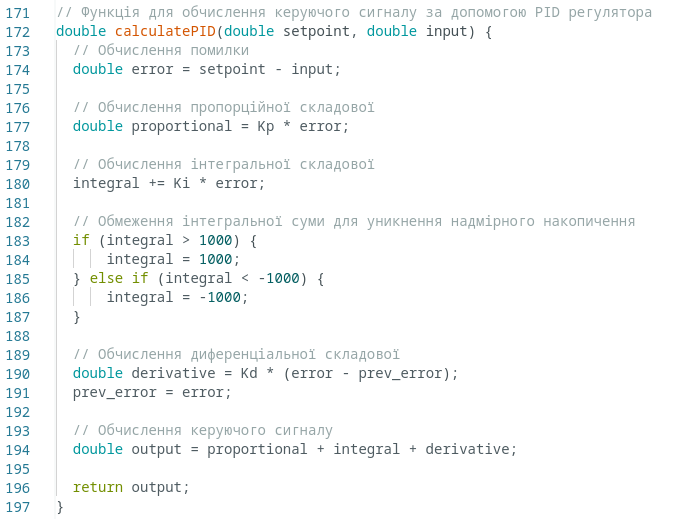 171 // Функція для обчислення керуючого сигналу за допомогою PID регулятора
172 double calculatePID(double setpoint, double input) {
173   // Обчислення помилки
174   double error = setpoint - input;
175
176   // Обчислення пропорційної складової
177   double proportional = Kp * error;
178
179   // Обчислення інтегральної складової
180   integral += Ki * error;
181
182   // Обмеження інтегральної суми для уникнення надмірного накопичення
183   if (integral > 1000) {
184       integral = 1000;
185   } else if (integral < -1000) {
186       integral = -1000;
187   }
188
189   // Обчислення диференціальної складової
190   double derivative = Kd * (error - prev_error);
191   prev_error = error;
192
193   // Обчислення керуючого сигналу
194   double output = proportional + integral + derivative;
195
196   return output;
197 }